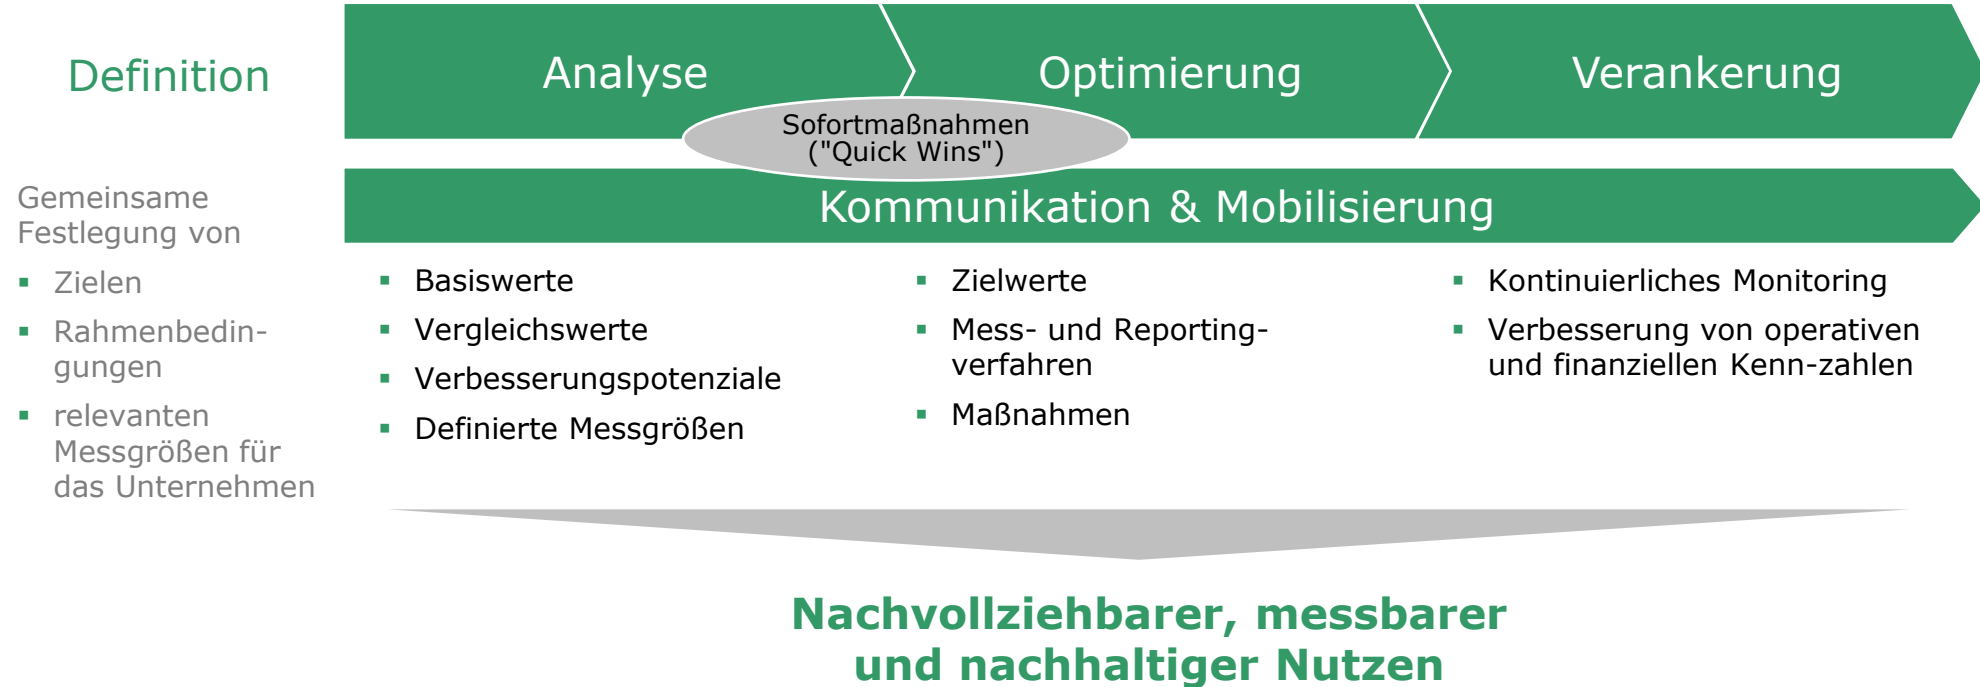 Definition
Analyse
Optimierung
Verankerung
Sofortmaßnahmen
("Quick Wins")
Kommunikation & Mobilisierung
Gemeinsame
Festlegung von
▪ Zielen
▪ Rahmenbedin-
gungen
▪ relevanten
Messgrößen für
das Unternehmen
▪ Basiswerte
▪ Vergleichswerte
▪ Verbesserungspotenziale
▪ Definierte Messgrößen
▪ Zielwerte
▪ Mess- und Reporting-
verfahren
▪ Maßnahmen
▪ Kontinuierliches Monitoring
▪ Verbesserung von operativen
und finanziellen Kenn-zahlen
Nachvollziehbarer, messbarer
und nachhaltiger Nutzen